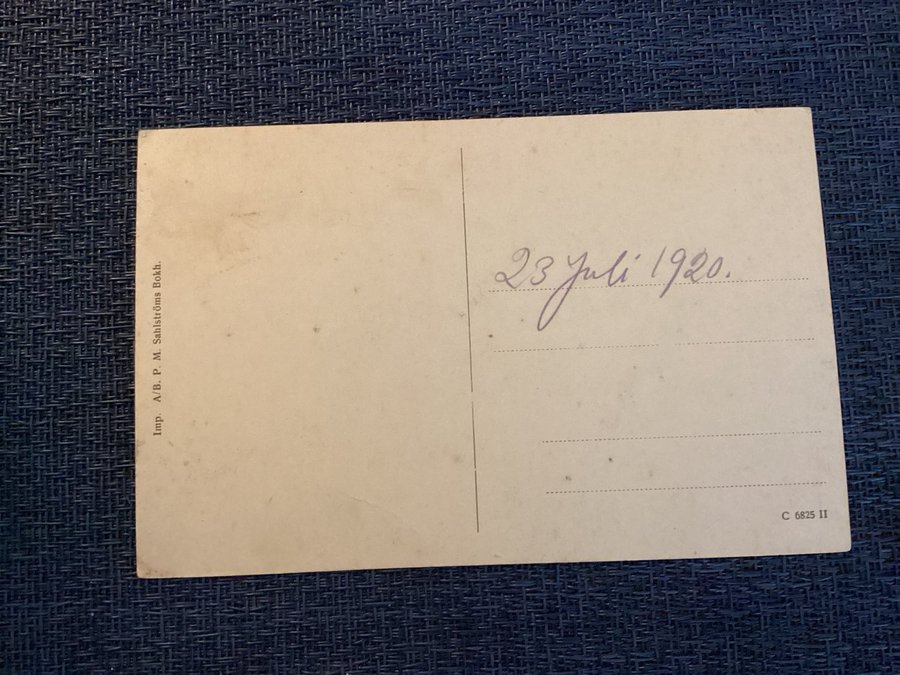 Imp. A/B. P. M. Sahlströms Bokh.
23 Juli 1920.
C 6825 II